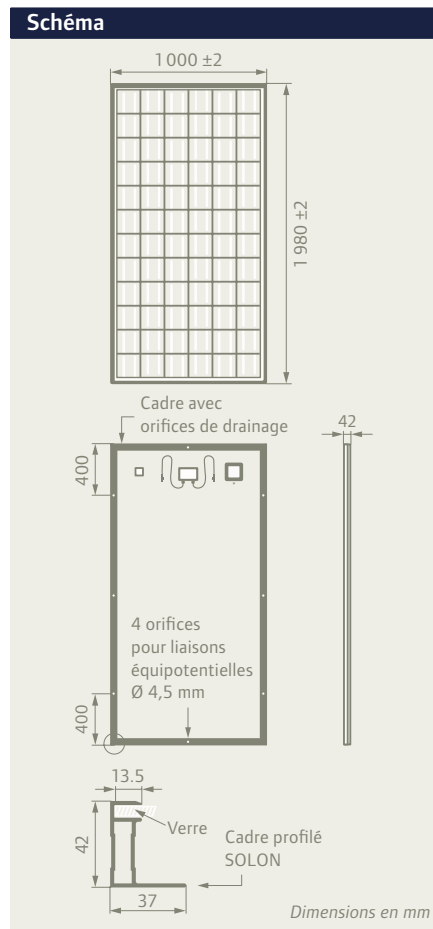 Schéma
1 000 ±2
1 980 ±2
Cadre avec
orifices de drainage
42
400
4 orifices
pour liaisons
équipotentielles
Ø 4,5 mm
400
13.5
Verre
42
Cadre profilé
SOLON
37
Dimensions en mm